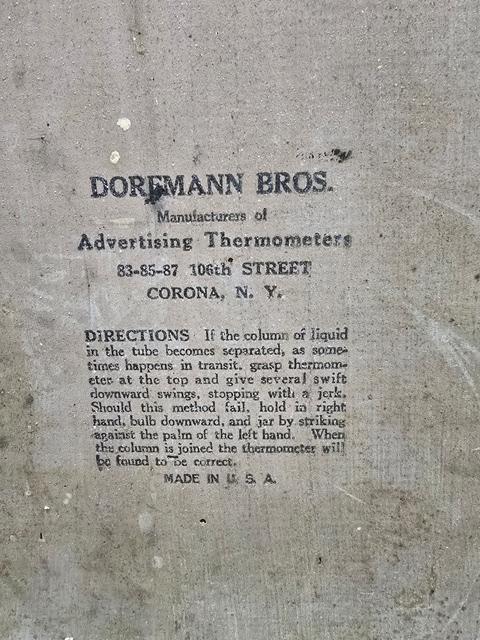 DORFMANN BROS.
Manufacturers of
Advertising Thermometers
83-85-87 106th STREET
CORONA, N. Y.
DIRECTIONS If the column of liquid
in the tube becomes separated, as some-
times happens in transit, grasp thermom-
eter at the top and give several swift
downward swings, stopping with a jerk.
Should this method fail, hold in right
hand, bulb downward, and jar by striking
against the palm of the left hand. When
the column is joined the thermometer will
be found to be correct.
MADE IN U. S. A.